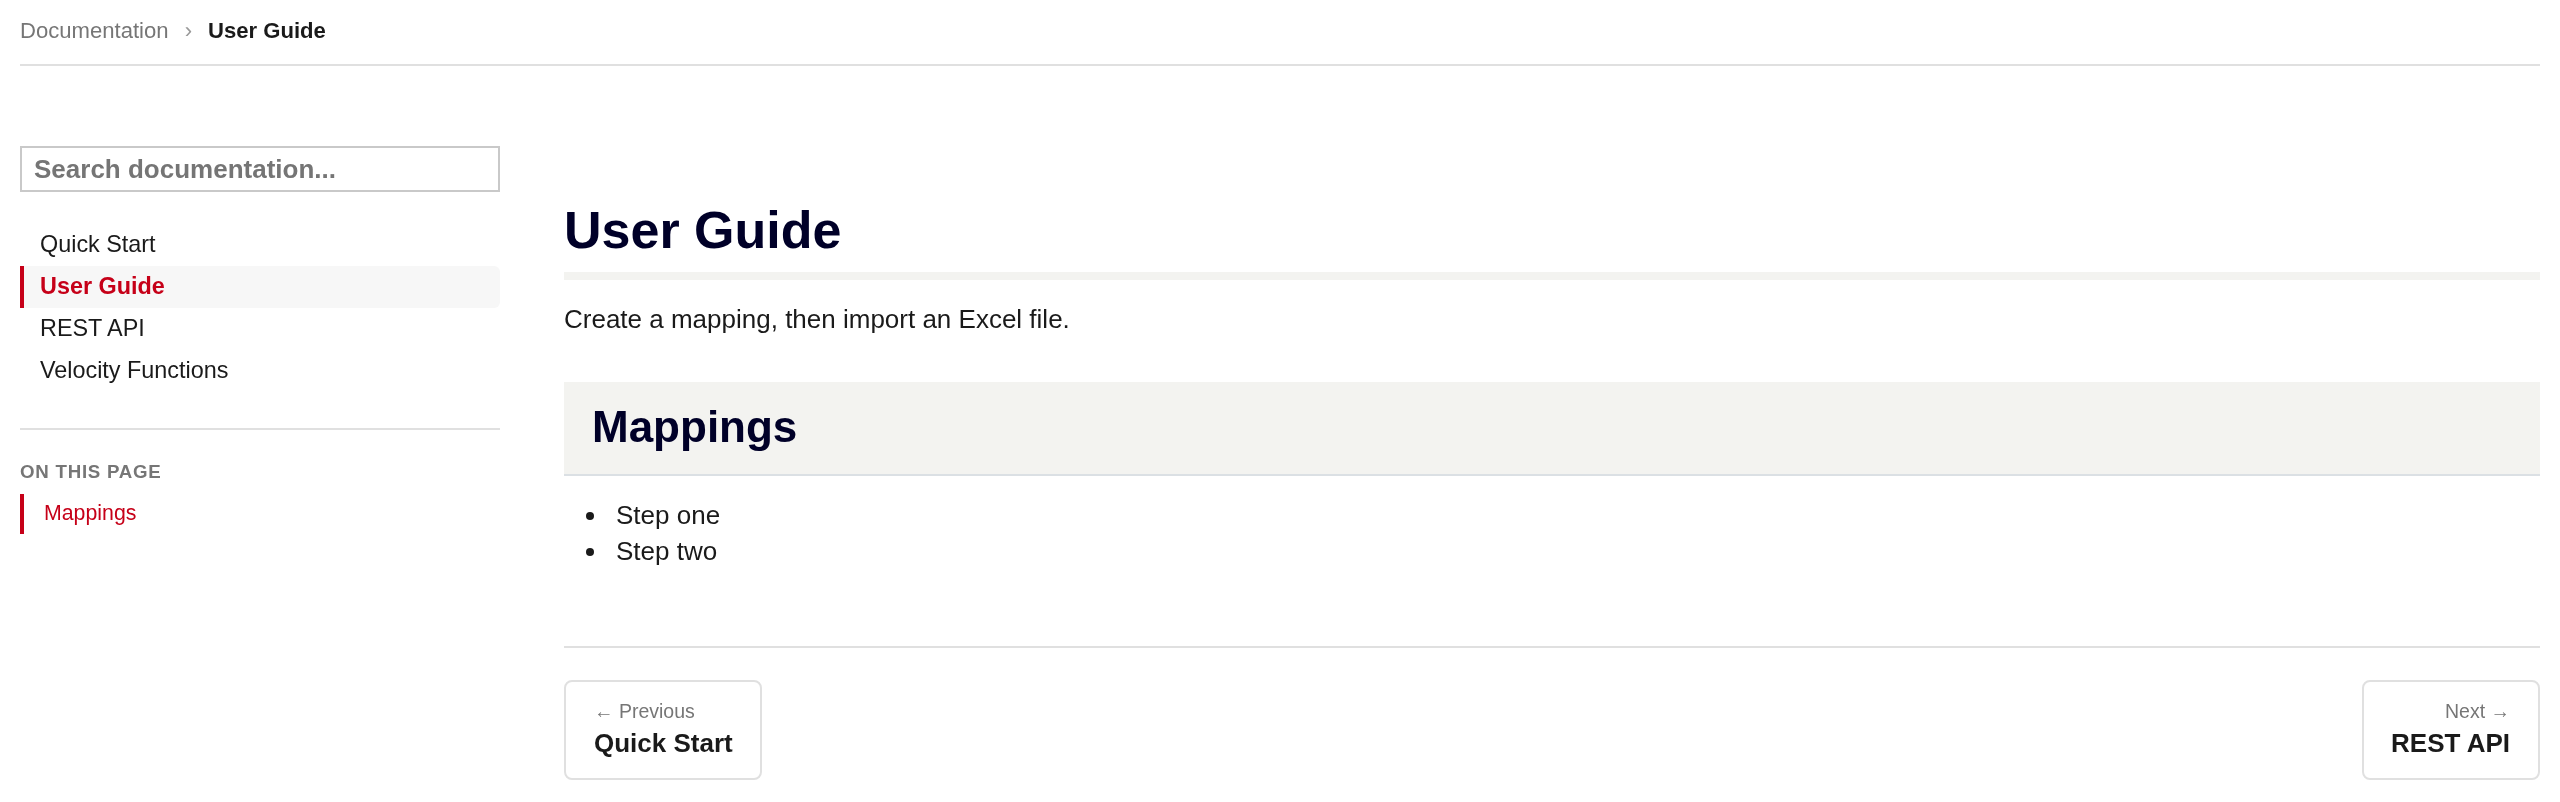 Documentation › User Guide
Search documentation...
Quick Start
User Guide
REST API
Velocity Functions
ON THIS PAGE
Mappings
User Guide
Create a mapping, then import an Excel file.
Mappings
• Step one
• Step two
← Previous
Quick Start
Next →
REST API